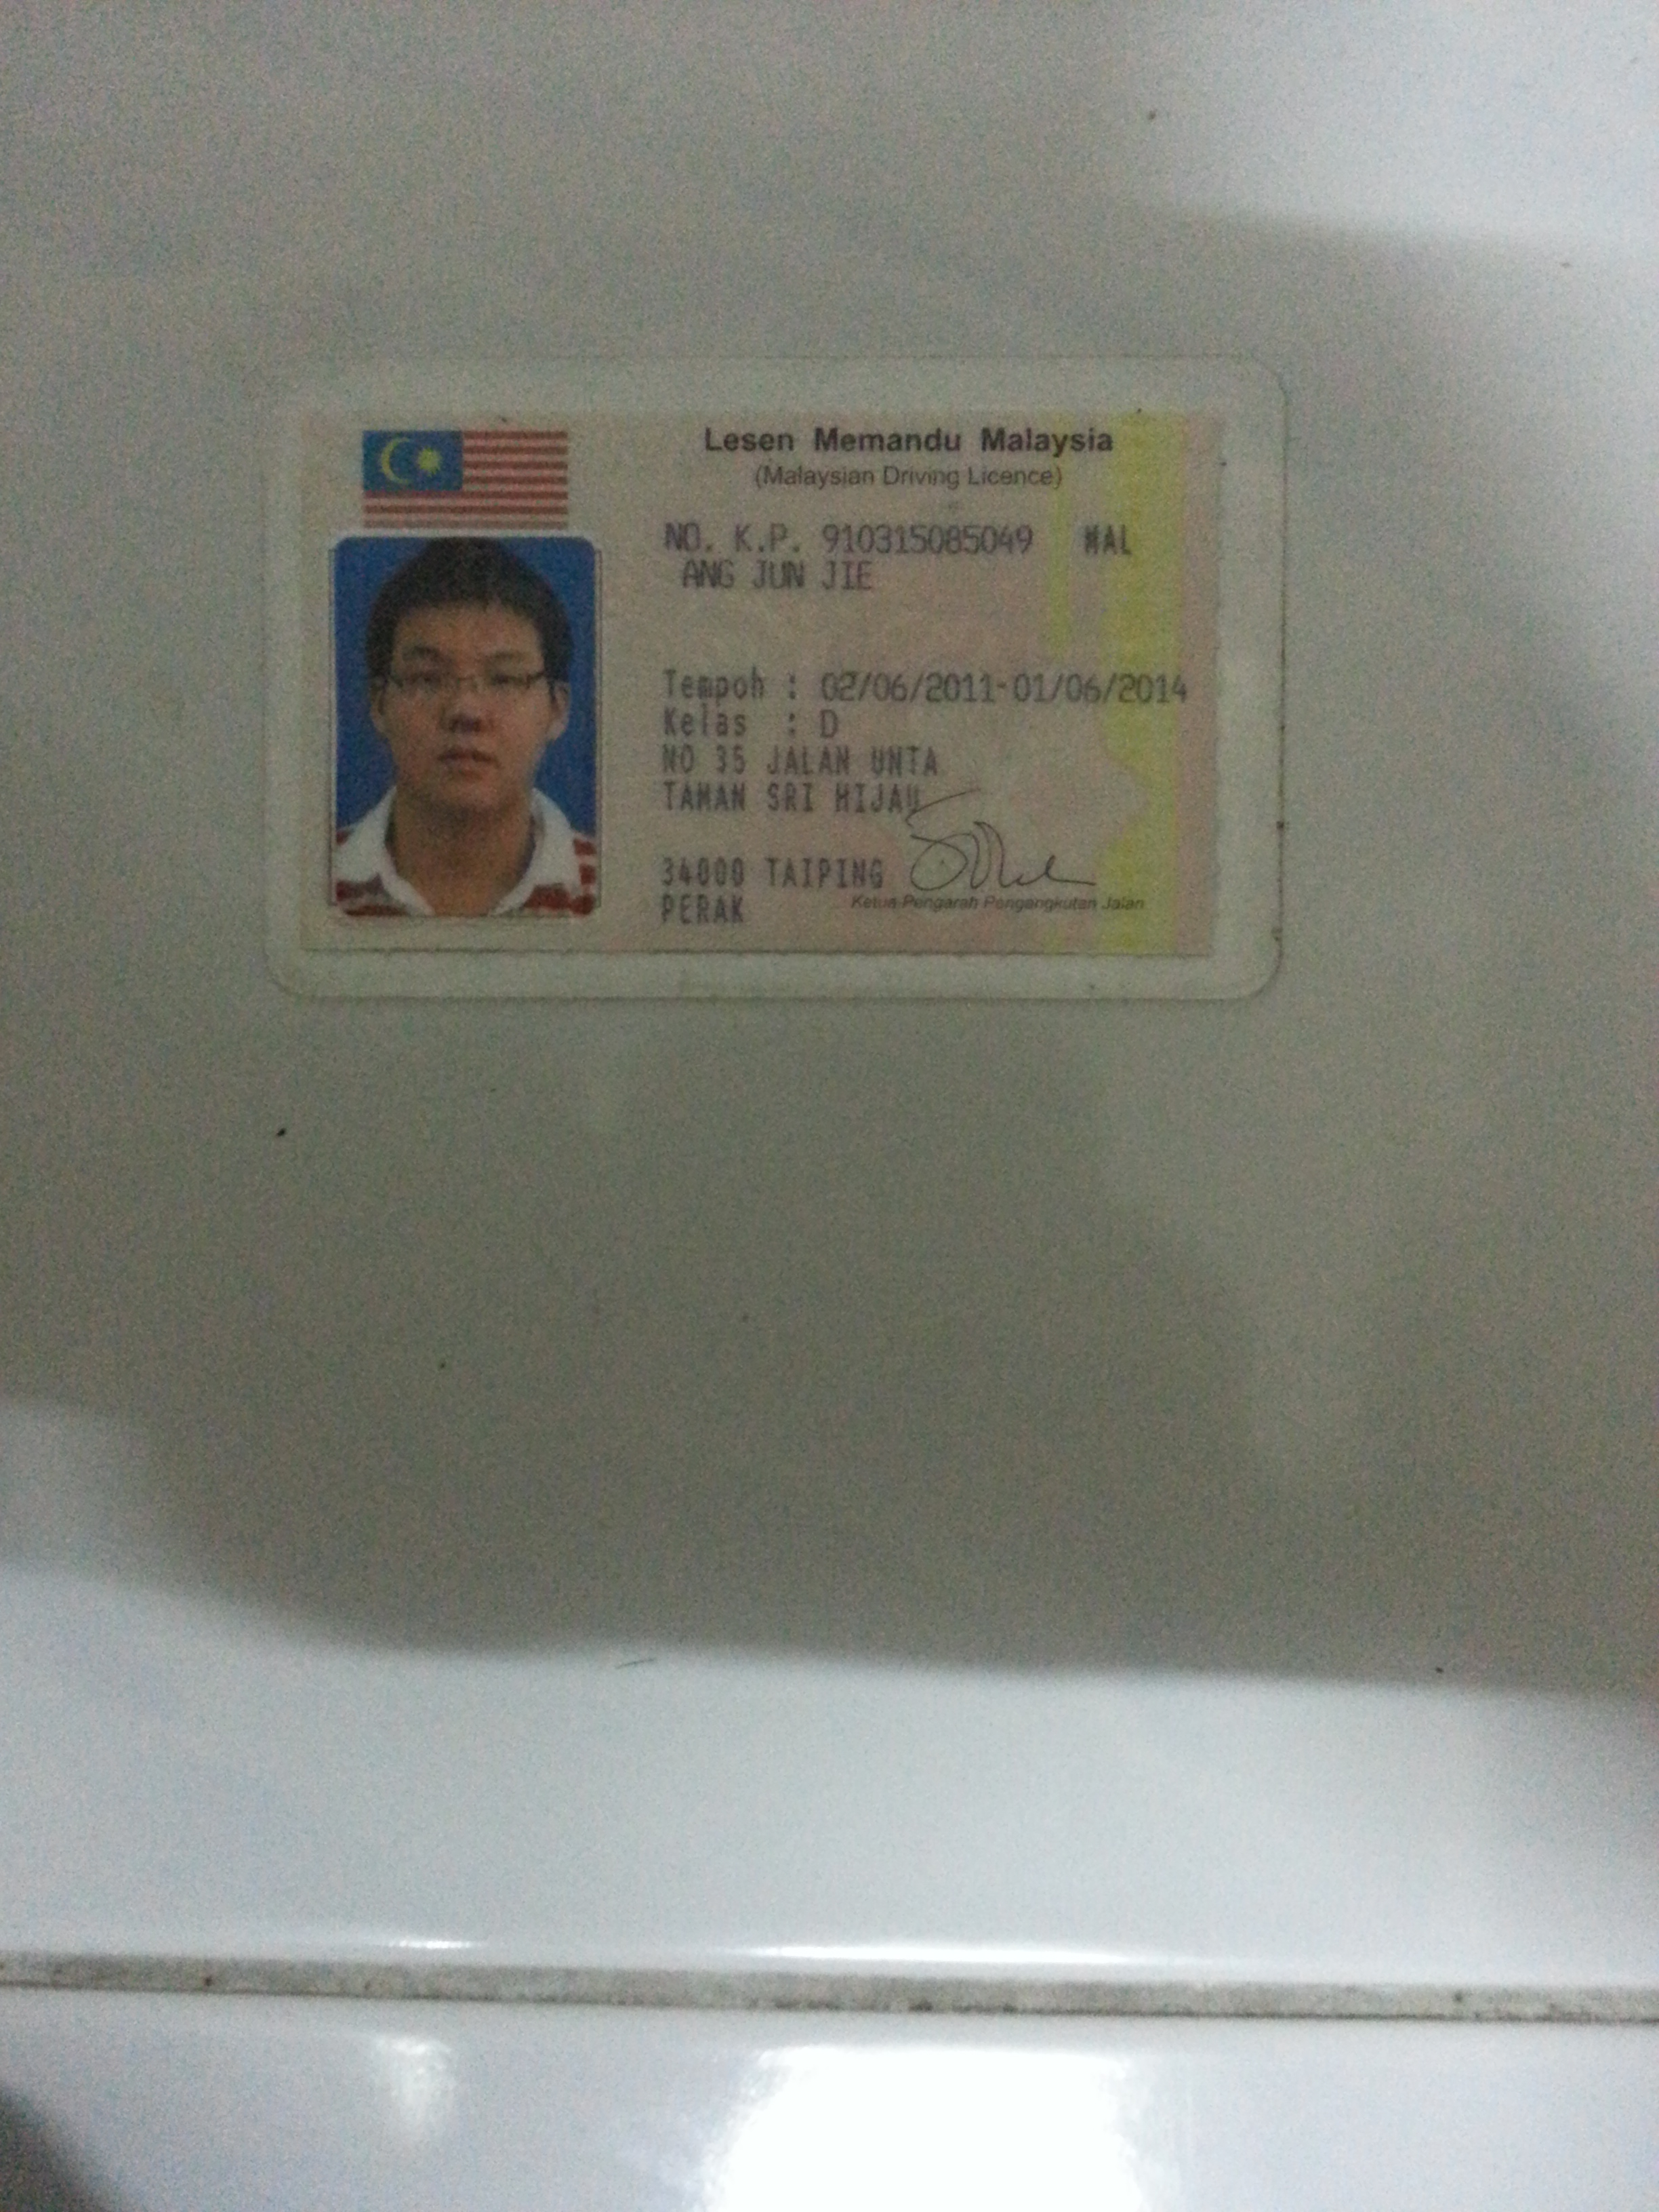 Lesen Memandu Malaysia
(Malaysian Driving Licence)
NO. K.P. 910315085049 MAL
ANG JUN JIE
Tempoh : 02/06/2011-01/06/2014
Kelas : D
NO 35 JALAN UNTA
TAMAN SRI HIJAU
34000 TAIPING
PERAK
Ketua Pengarah Pengangkutan Jalan